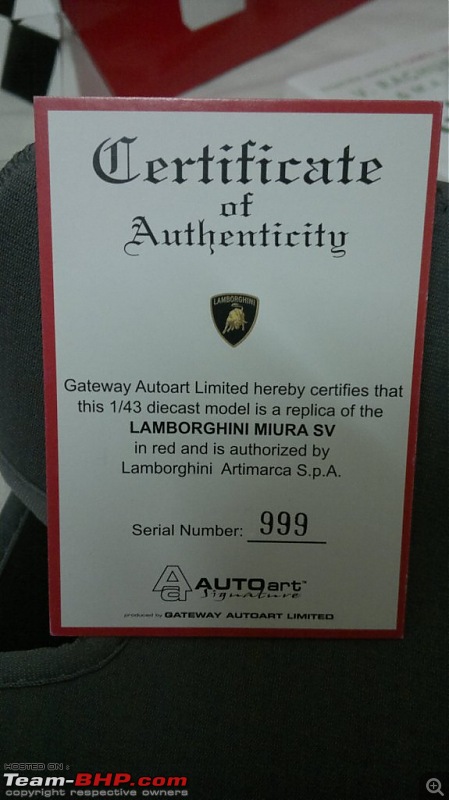 Certificate
of
Authenticity
LAMBORGHINI
Gateway Autoart Limited hereby certifies that
this 1/43 diecast model is a replica of the
LAMBORGHINI MIURA SV
in red and is authorized by
Lamborghini Artimarca S.p.A.
Serial Number: 999
Aa AUTOart™
Signature
produced by GATEWAY AUTOART LIMITED
HOSTED ON :
Team-BHP.com
copyright respective owners